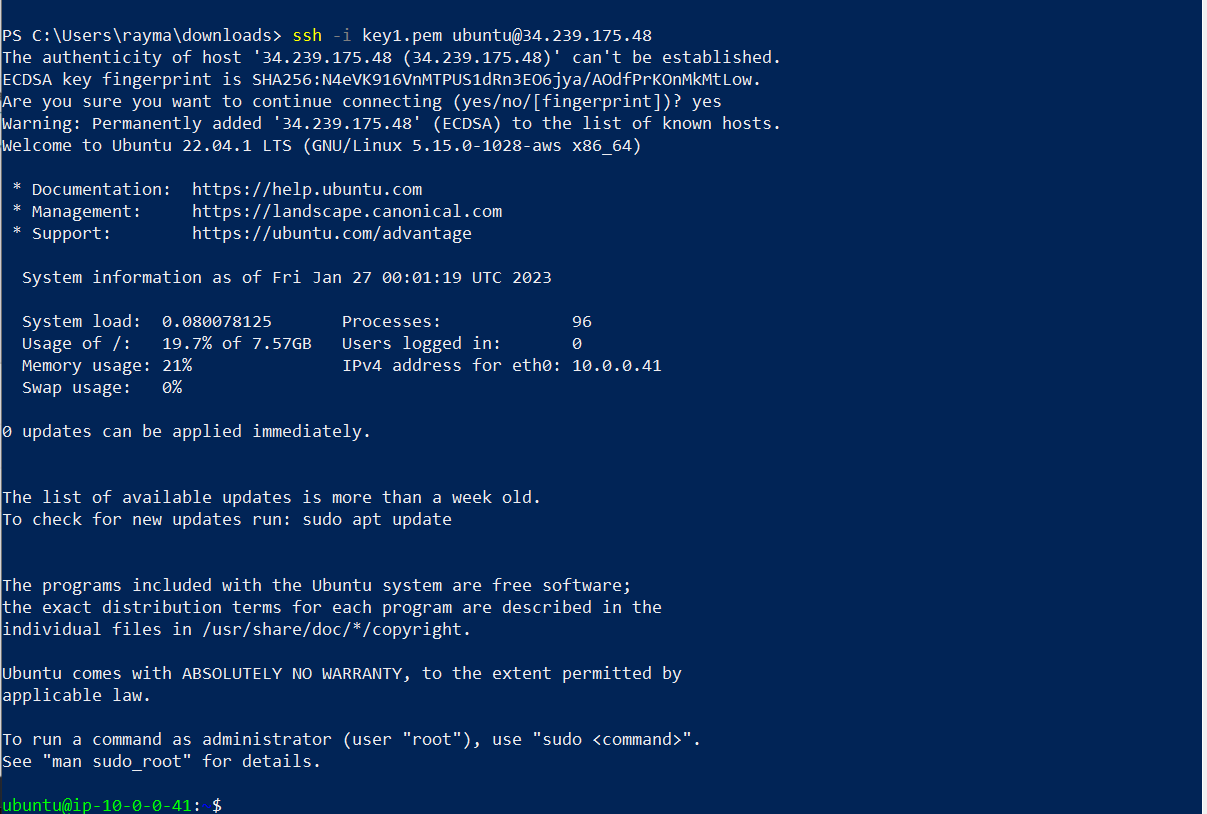 PS C:\Users\rayma\downloads> ssh -i key1.pem ubuntu@34.239.175.48
The authenticity of host '34.239.175.48 (34.239.175.48)' can't be established.
ECDSA key fingerprint is SHA256:N4eVK916VnMTPUS1dRn3EO6jya/AOdfPrKOnMkMtLow.
Are you sure you want to continue connecting (yes/no/[fingerprint])? yes
Warning: Permanently added '34.239.175.48' (ECDSA) to the list of known hosts.
Welcome to Ubuntu 22.04.1 LTS (GNU/Linux 5.15.0-1028-aws x86_64)

 * Documentation:  https://help.ubuntu.com
 * Management:     https://landscape.canonical.com
 * Support:        https://ubuntu.com/advantage

  System information as of Fri Jan 27 00:01:19 UTC 2023

  System load:  0.080078125       Processes:             96
  Usage of /:   19.7% of 7.57GB   Users logged in:       0
  Memory usage: 21%               IPv4 address for eth0: 10.0.0.41
  Swap usage:   0%

0 updates can be applied immediately.

The list of available updates is more than a week old.
To check for new updates run: sudo apt update

The programs included with the Ubuntu system are free software;
the exact distribution terms for each program are described in the
individual files in /usr/share/doc/*/copyright.

Ubuntu comes with ABSOLUTELY NO WARRANTY, to the extent permitted by
applicable law.

To run a command as administrator (user "root"), use "sudo <command>".
See "man sudo_root" for details.

ubuntu@ip-10-0-0-41: $